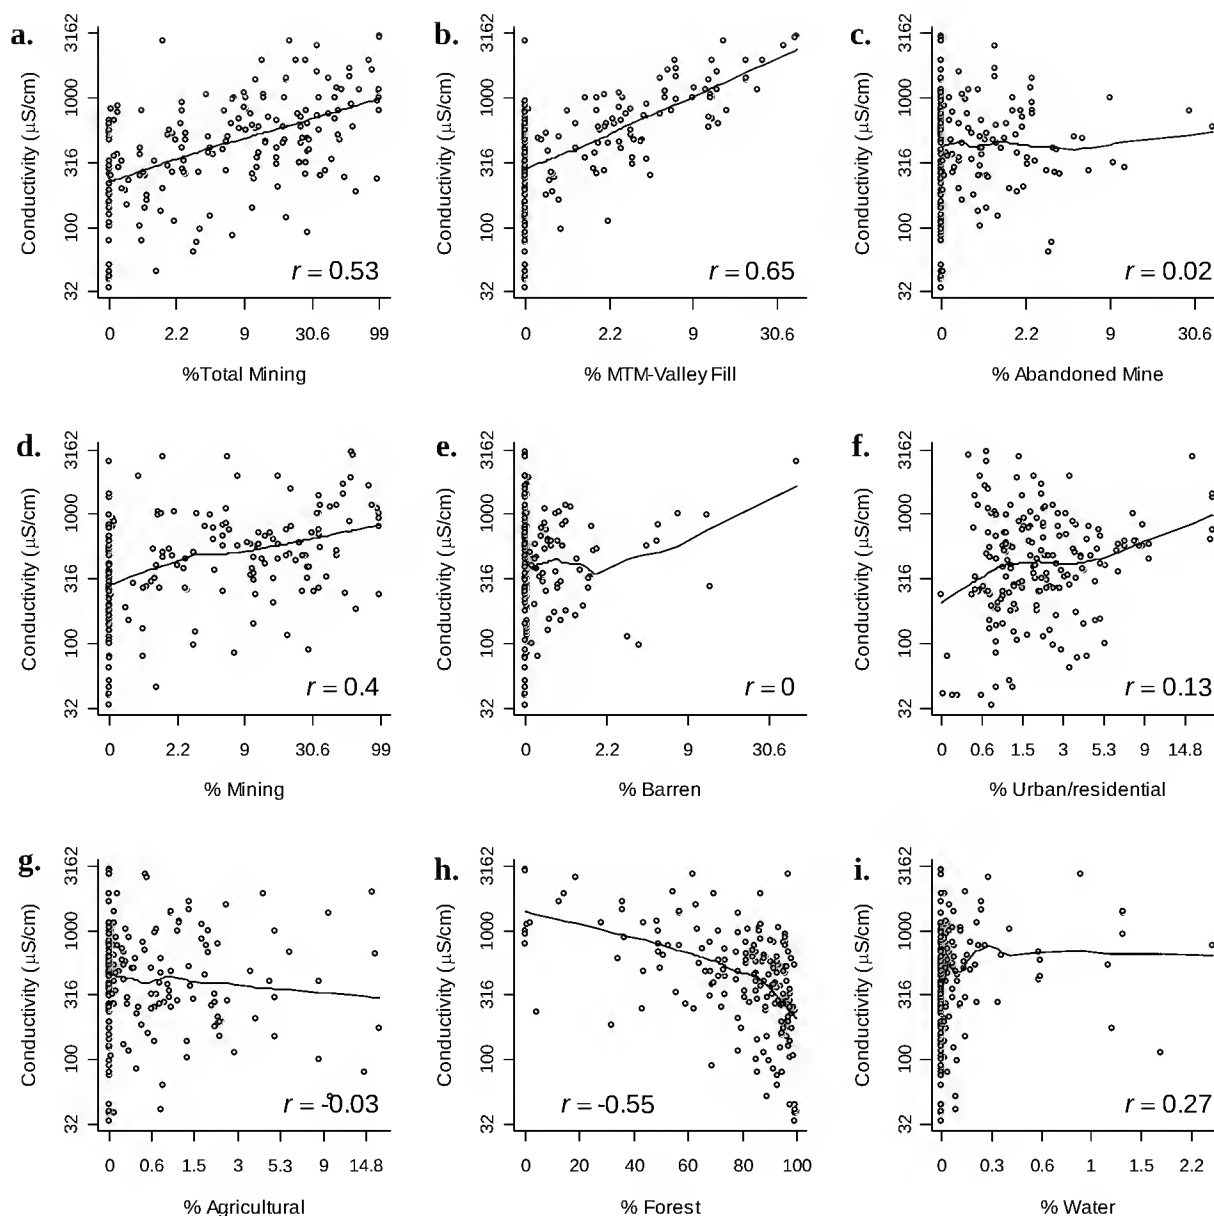 a.
3162
1000
316
100
32
Conductivity (µS/cm)
r = 0.53
0 2.2 9 30.6 99
%Total Mining
b.
3162
1000
316
100
32
Conductivity (µS/cm)
r = 0.65
0 2.2 9 30.6
% MTM-Valley Fill
c.
3162
1000
316
100
32
Conductivity (µS/cm)
r = 0.02
0 2.2 9 30.6
% Abandoned Mine
d.
3162
1000
316
100
32
Conductivity (µS/cm)
r = 0.4
0 2.2 9 30.6 99
% Mining
e.
3162
1000
316
100
32
Conductivity (µS/cm)
r = 0
0 2.2 9 30.6
% Barren
f.
3162
1000
316
100
32
Conductivity (µS/cm)
r = 0.13
0 0.6 1.5 3 5.3 9 14.8
% Urban/residential
g.
3162
1000
316
100
32
Conductivity (µS/cm)
r = -0.03
0 0.6 1.5 3 5.3 9 14.8
% Agricultural
h.
3162
1000
316
100
32
Conductivity (µS/cm)
r = -0.55
0 20 40 60 80 100
% Forest
i.
3162
1000
316
100
32
Conductivity (µS/cm)
r = 0.27
0 0.3 0.6 1 1.5 2.2
% Water